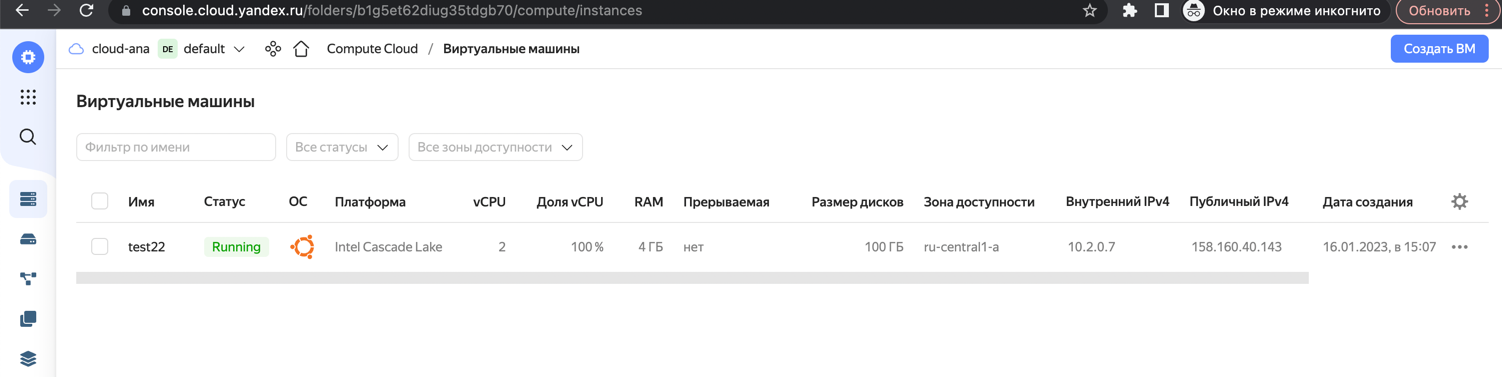 console.cloud.yandex.ru/folders/b1g5et62diug35tdgb70/compute/instances Окно в режиме инкогнито Обновить
cloud-ana DE default Compute Cloud / Виртуальные машины Создать ВМ
Виртуальные машины
Фильтр по имени Все статусы Все зоны доступности
Имя Статус ОС Платформа vCPU Доля vCPU RAM Прерываемая Размер дисков Зона доступности Внутренний IPv4 Публичный IPv4 Дата создания
test22 Running Intel Cascade Lake 2 100 % 4 ГБ нет 100 ГБ ru-central1-a 10.2.0.7 158.160.40.143 16.01.2023, в 15:07